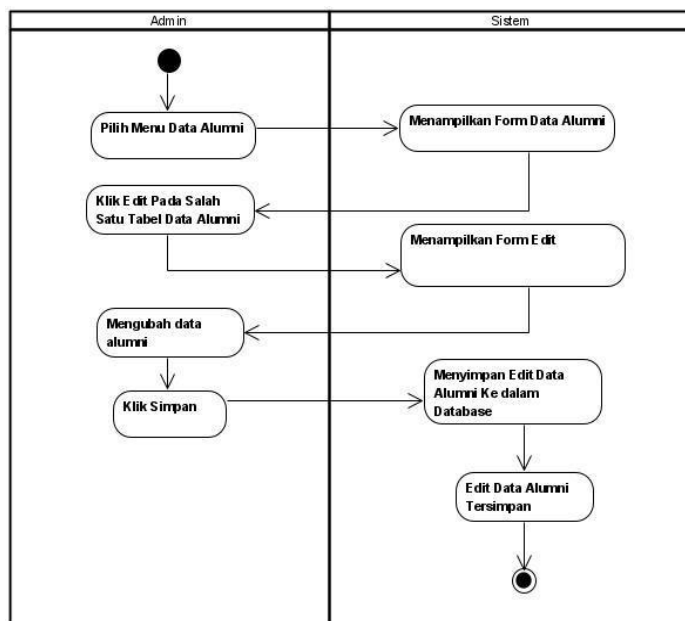 Admin
Sistem
Pilih Menu Data Alumni
Menampilkan Form Data Alumni
Klik Edit Pada Salah
Satu Tabel Data Alumni
Menampilkan Form Edit
Mengubah data
alumni
Klik Simpan
Menyimpan Edit Data
Alumni Ke dalam
Database
Edit Data Alumni
Tersimpan